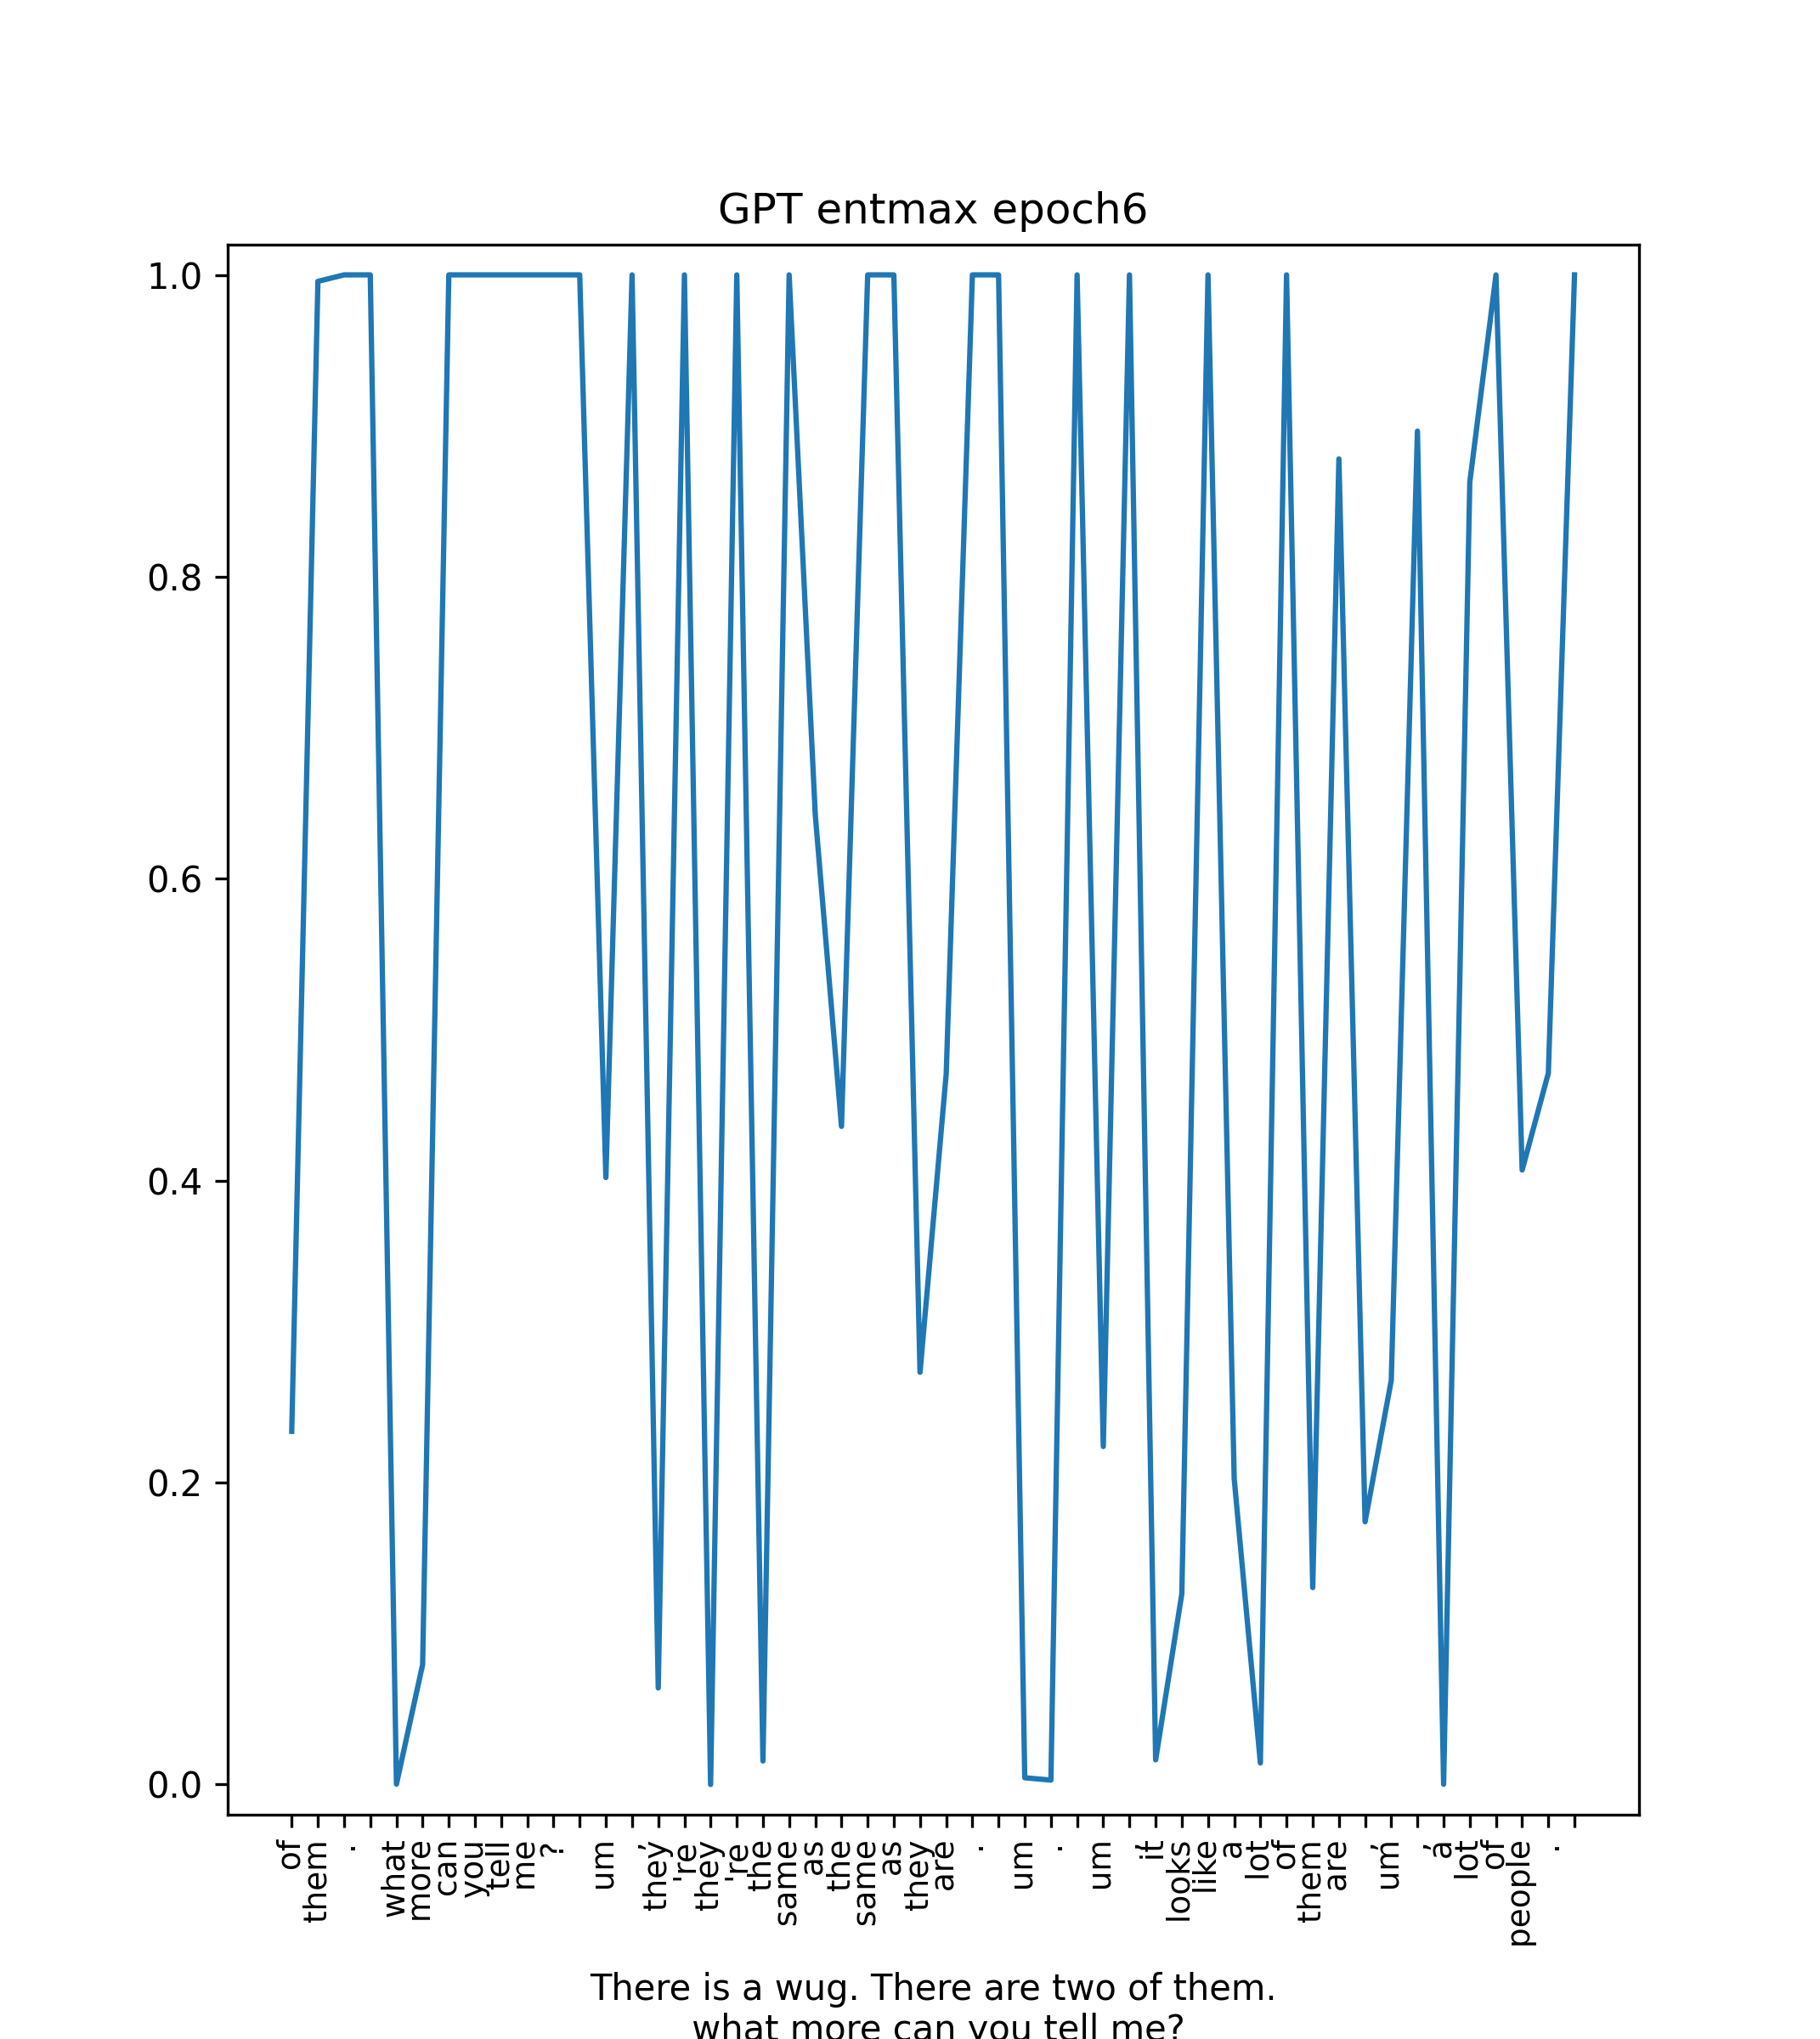 GPT entmax epoch6
1.0
0.8
0.6
0.4
0.2
0.0
of
them
.
what
more
can
you
tell
me
?
um
they’
're
they
're
the
same
as
the
same
as
they
are
.
um
.
um
‘it
looks
like
a
lot
of
them
are
um’
‘a
lot
of
people
.
There is a wug. There are two of them.
what more can you tell me?